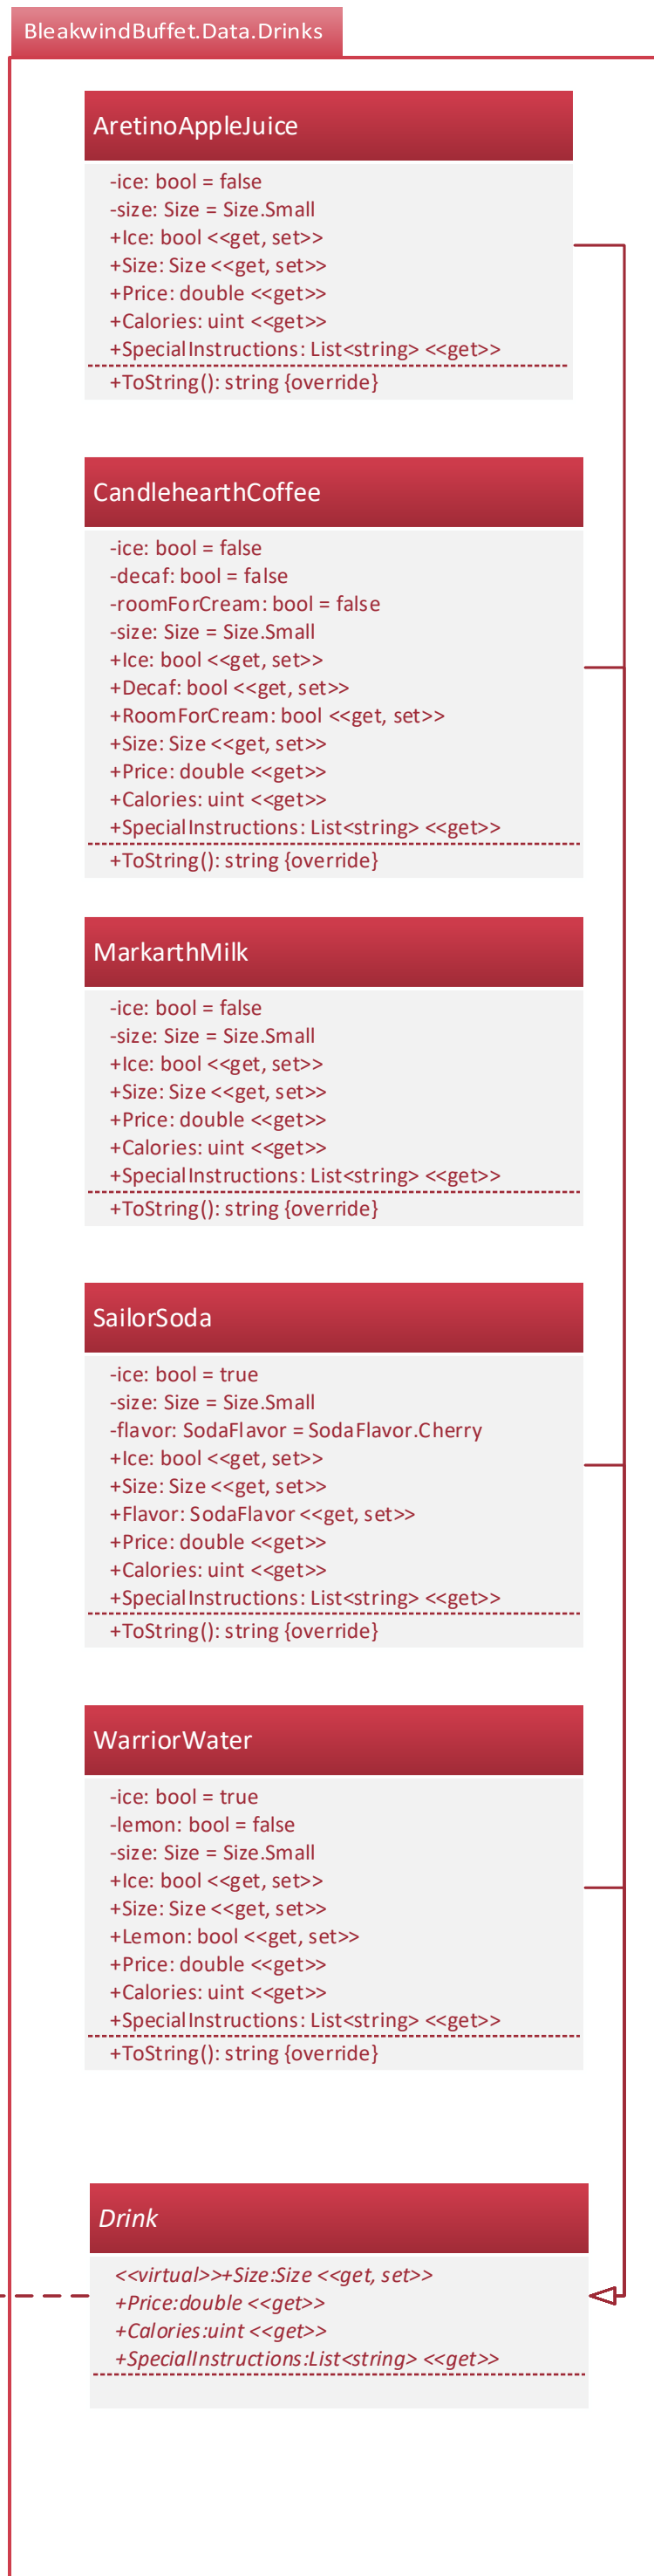 BleakwindBuffet.Data.Drinks
AretinoAppleJuice
-ice: bool = false
-size: Size = Size.Small
+Ice: bool <<get, set>>
+Size: Size <<get, set>>
+Price: double <<get>>
+Calories: uint <<get>>
+SpecialInstructions: List<string> <<get>>
+ToString(): string {override}
CandlehearthCoffee
-ice: bool = false
-decaf: bool = false
-roomForCream: bool = false
-size: Size = Size.Small
+Ice: bool <<get, set>>
+Decaf: bool <<get, set>>
+RoomForCream: bool <<get, set>>
+Size: Size <<get, set>>
+Price: double <<get>>
+Calories: uint <<get>>
+SpecialInstructions: List<string> <<get>>
+ToString(): string {override}
MarkarthMilk
-ice: bool = false
-size: Size = Size.Small
+Ice: bool <<get, set>>
+Size: Size <<get, set>>
+Price: double <<get>>
+Calories: uint <<get>>
+SpecialInstructions: List<string> <<get>>
+ToString(): string {override}
SailorSoda
-ice: bool = true
-size: Size = Size.Small
-flavor: SodaFlavor = SodaFlavor.Cherry
+Ice: bool <<get, set>>
+Size: Size <<get, set>>
+Flavor: SodaFlavor <<get, set>>
+Price: double <<get>>
+Calories: uint <<get>>
+SpecialInstructions: List<string> <<get>>
+ToString(): string {override}
WarriorWater
-ice: bool = true
-lemon: bool = false
-size: Size = Size.Small
+Ice: bool <<get, set>>
+Size: Size <<get, set>>
+Lemon: bool <<get, set>>
+Price: double <<get>>
+Calories: uint <<get>>
+SpecialInstructions: List<string> <<get>>
+ToString(): string {override}
Drink
<<virtual>>+Size:Size <<get, set>>
+Price:double <<get>>
+Calories:uint <<get>>
+SpecialInstructions:List<string> <<get>>